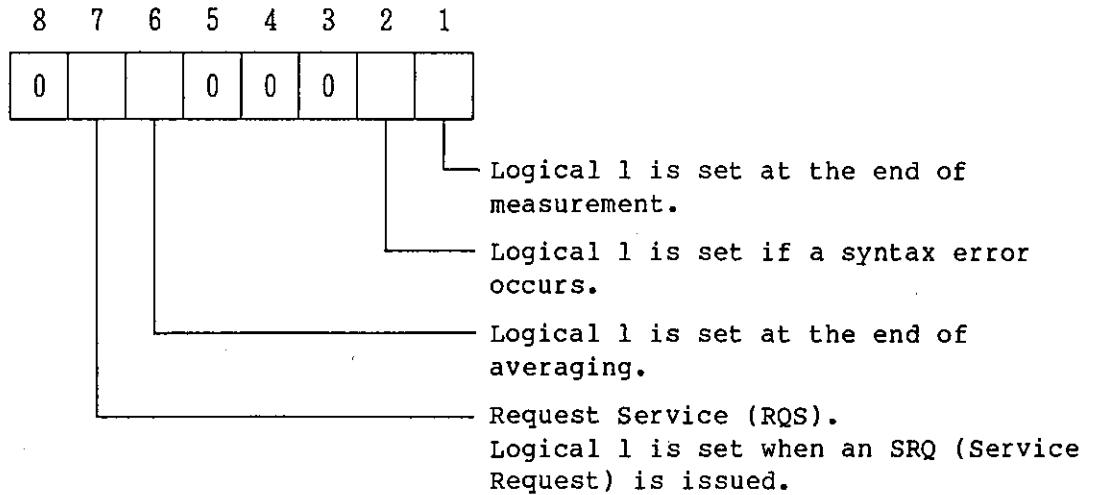 8 7 6 5 4 3 2 1
0 0 0 0
Logical 1 is set at the end of
measurement.
Logical 1 is set if a syntax error
occurs.
Logical 1 is set at the end of
averaging.
Request Service (RQS).
Logical 1 is set when an SRQ (Service
Request) is issued.